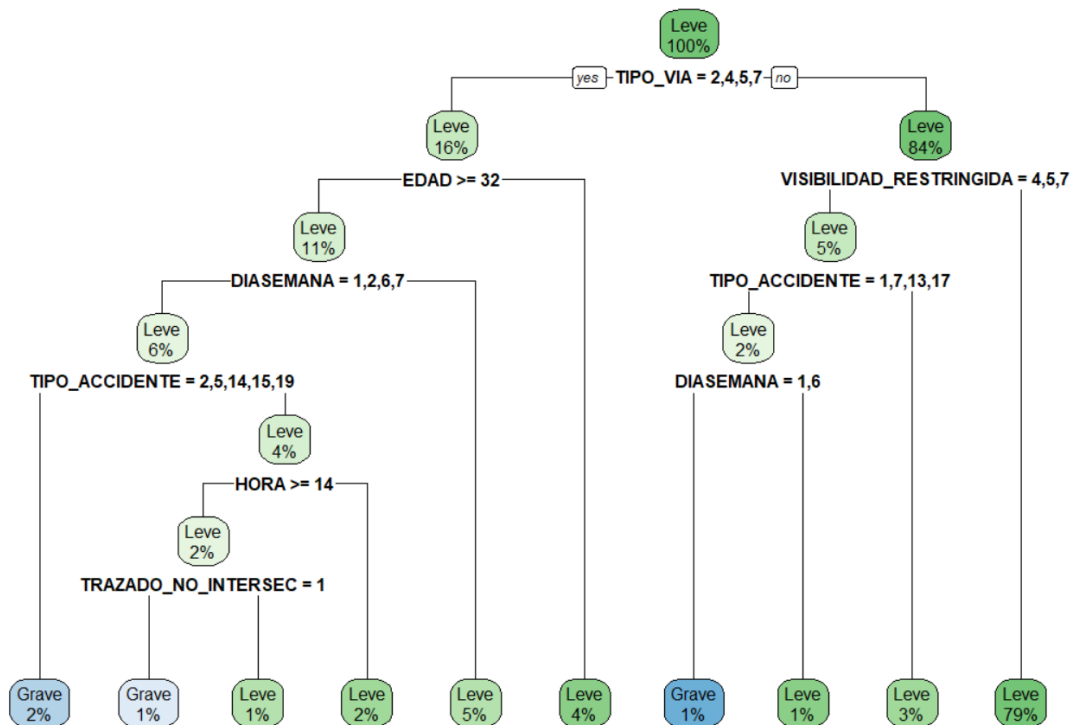 Leve
100%
yes TIPO_VIA = 2,4,5,7 no
Leve
16%
Leve
84%
EDAD >= 32
VISIBILIDAD_RESTRINGIDA = 4,5,7
Leve
11%
Leve
5%
DIASEMANA = 1,2,6,7
TIPO_ACCIDENTE = 1,7,13,17
Leve
6%
Leve
2%
TIPO_ACCIDENTE = 2,5,14,15,19
DIASEMANA = 1,6
Leve
4%
HORA >= 14
Leve
2%
TRAZADO_NO_INTERSEC = 1
Grave
2%
Grave
1%
Leve
1%
Leve
2%
Leve
5%
Leve
4%
Grave
1%
Leve
1%
Leve
3%
Leve
79%